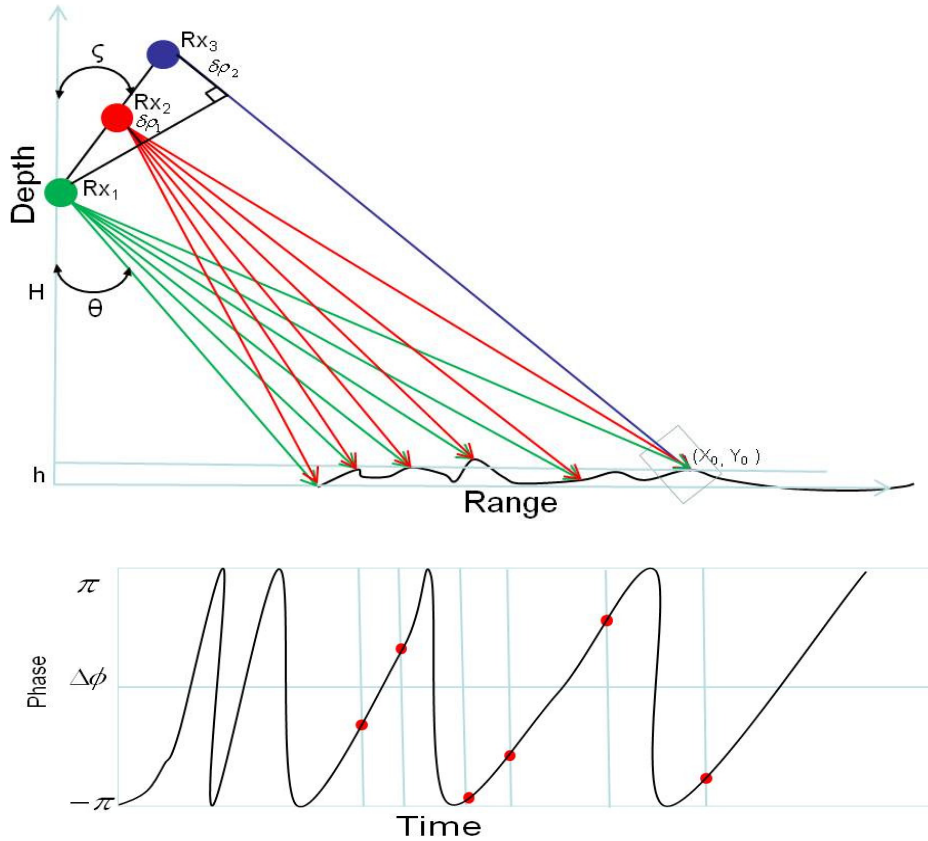 Rx₃
ς
δρ₂
Rx₂
δρ₁
Depth
Rx₁
H
θ
(X₀, Y₀)
h
Range
π
Phase
Δϕ
−π
Time